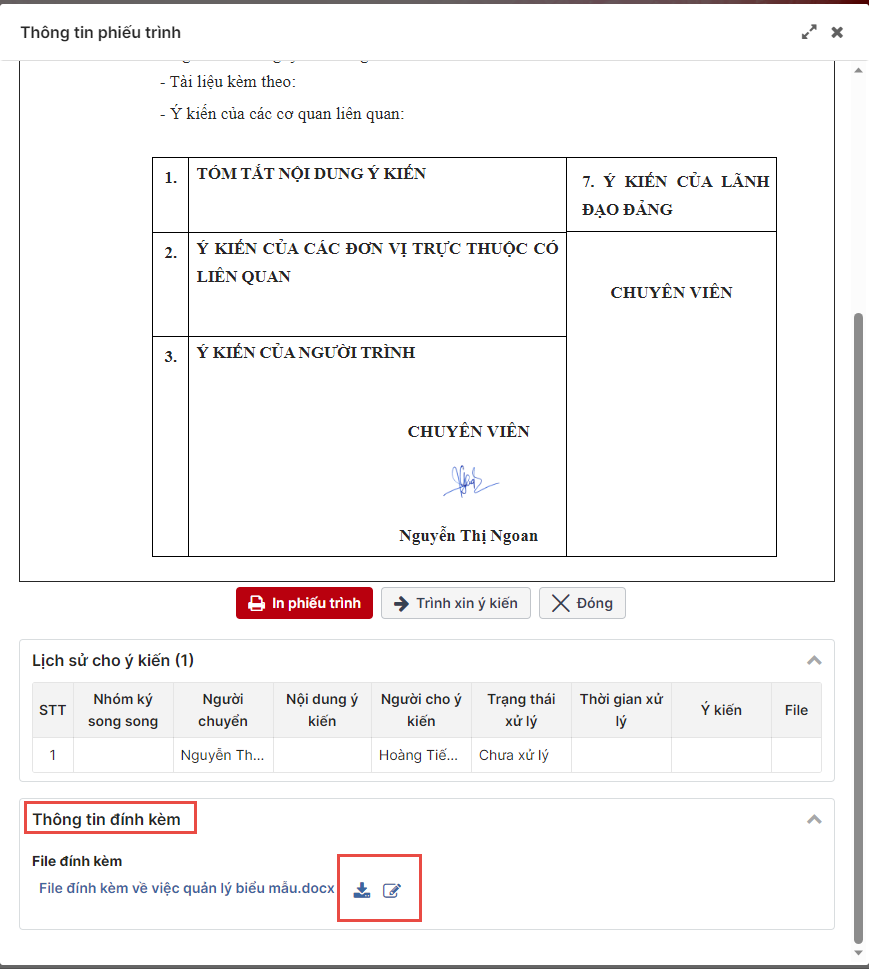 Thông tin phiếu trình
- Tài liệu kèm theo:
- Ý kiến của các cơ quan liên quan:
1.
TÓM TẮT NỘI DUNG Ý KIẾN
7. Ý KIẾN CỦA LÃNH
ĐẠO ĐẢNG
2.
Ý KIẾN CỦA CÁC ĐƠN VỊ TRỰC THUỘC CÓ
LIÊN QUAN
CHUYÊN VIÊN
3.
Ý KIẾN CỦA NGƯỜI TRÌNH
CHUYÊN VIÊN
Nguyễn Thị Ngoan
In phiếu trình
Trình xin ý kiến
Đóng
Lịch sử cho ý kiến (1)
STT
Nhóm ký
song song
Người
chuyển
Nội dung ý
kiến
Người cho ý
kiến
Trạng thái
xử lý
Thời gian xử
lý
Ý kiến
File
1
Nguyễn Th...
Hoàng Tiế...
Chưa xử lý
Thông tin đính kèm
File đính kèm
File đính kèm về việc quản lý biểu mẫu.docx